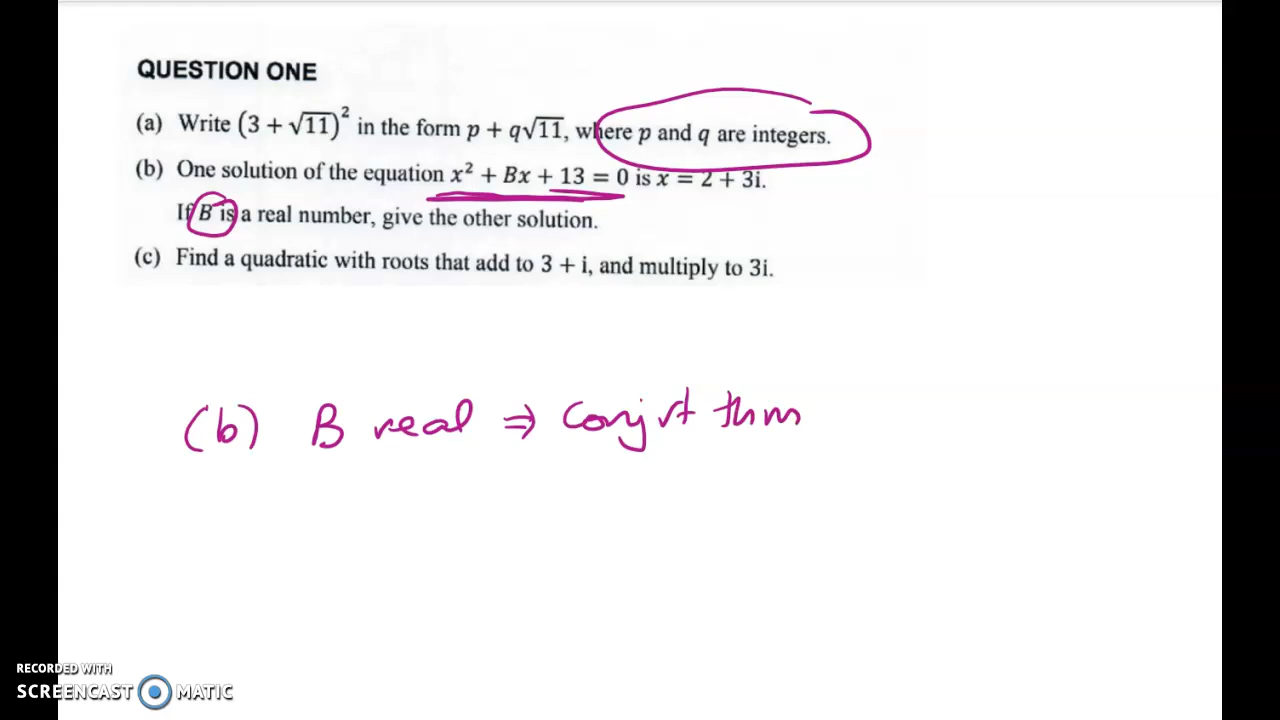 QUESTION ONE
(a) Write (3 + √11)² in the form p + q√11, where p and q are integers.
(b) One solution of the equation x² + Bx + 13 = 0 is x = 2 + 3i.
If B is a real number, give the other solution.
(c) Find a quadratic with roots that add to 3 + i, and multiply to 3i.
(b) B real ⇒ conjgt thm
RECORDED WITH
SCREENCAST MATIC